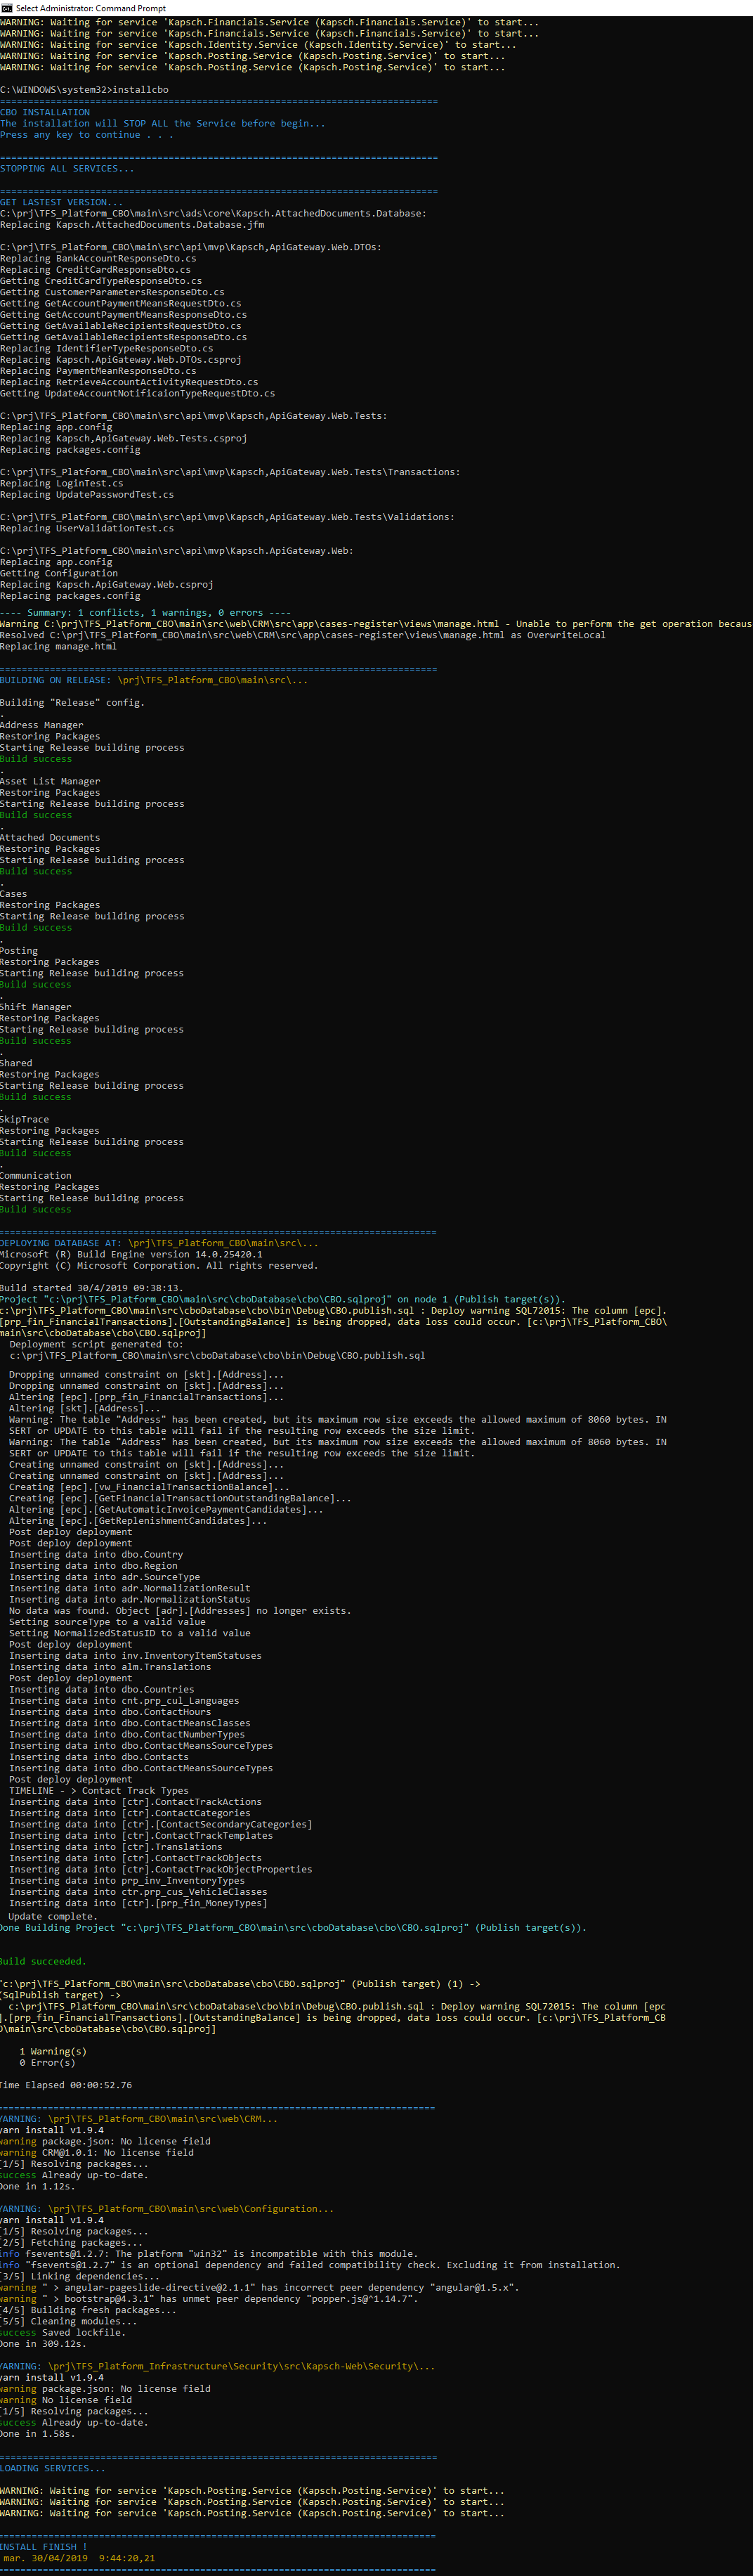 Select Administrator: Command Prompt
WARNING: Waiting for service 'Kapsch.Financials.Service (Kapsch.Financials.Service)' to start...
WARNING: Waiting for service 'Kapsch.Financials.Service (Kapsch.Financials.Service)' to start...
WARNING: Waiting for service 'Kapsch.Identity.Service (Kapsch.Identity.Service)' to start...
WARNING: Waiting for service 'Kapsch.Posting.Service (Kapsch.Posting.Service)' to start...
WARNING: Waiting for service 'Kapsch.Posting.Service (Kapsch.Posting.Service)' to start...
C:\WINDOWS\system32>installcbo
==============================================================================
CBO INSTALLATION
The installation will STOP ALL the Service before begin...
Press any key to continue . . .
==============================================================================
STOPPING ALL SERVICES...
==============================================================================
GET LASTEST VERSION...
C:\prj\TFS_Platform_CBO\main\src\ads\core\Kapsch.AttachedDocuments.Database:
Replacing Kapsch.AttachedDocuments.Database.jfm
C:\prj\TFS_Platform_CBO\main\src\api\mvp\Kapsch,ApiGateway.Web.DTOs:
Replacing BankAccountResponseDto.cs
Replacing CreditCardResponseDto.cs
Getting CreditCardTypeResponseDto.cs
Getting CustomerParametersResponseDto.cs
Getting GetAccountPaymentMeansRequestDto.cs
Getting GetAccountPaymentMeansResponseDto.cs
Getting GetAvailableRecipientsRequestDto.cs
Getting GetAvailableRecipientsResponseDto.cs
Replacing IdentifierTypeResponseDto.cs
Replacing Kapsch.ApiGateway.Web.DTOs.csproj
Replacing PaymentMeanResponseDto.cs
Replacing RetrieveAccountActivityRequestDto.cs
Getting UpdateAccountNotificaionTypeRequestDto.cs
C:\prj\TFS_Platform_CBO\main\src\api\mvp\Kapsch,ApiGateway.Web.Tests:
Replacing app.config
Replacing Kapsch,ApiGateway.Web.Tests.csproj
Replacing packages.config
C:\prj\TFS_Platform_CBO\main\src\api\mvp\Kapsch,ApiGateway.Web.Tests\Transactions:
Replacing LoginTest.cs
Replacing UpdatePasswordTest.cs
C:\prj\TFS_Platform_CBO\main\src\api\mvp\Kapsch,ApiGateway.Web.Tests\Validations:
Replacing UserValidationTest.cs
C:\prj\TFS_Platform_CBO\main\src\api\mvp\Kapsch.ApiGateway.Web:
Replacing app.config
Getting Configuration
Replacing Kapsch.ApiGateway.Web.csproj
Replacing packages.config
---- Summary: 1 conflicts, 1 warnings, 0 errors ----
Warning C:\prj\TFS_Platform_CBO\main\src\web\CRM\src\app\cases-register\views\manage.html - Unable to perform the get operation becaus
Resolved C:\prj\TFS_Platform_CBO\main\src\web\CRM\src\app\cases-register\views\manage.html as OverwriteLocal
Replacing manage.html
==============================================================================
BUILDING ON RELEASE: \prj\TFS_Platform_CBO\main\src\...
Building "Release" config.
.
Address Manager
Restoring Packages
Starting Release building process
Build success
.
Asset List Manager
Restoring Packages
Starting Release building process
Build success
.
Attached Documents
Restoring Packages
Starting Release building process
Build success
.
Cases
Restoring Packages
Starting Release building process
Build success
.
Posting
Restoring Packages
Starting Release building process
Build success
.
Shift Manager
Restoring Packages
Starting Release building process
Build success
.
Shared
Restoring Packages
Starting Release building process
Build success
.
SkipTrace
Restoring Packages
Starting Release building process
Build success
.
Communication
Restoring Packages
Starting Release building process
Build success
==============================================================================
DEPLOYING DATABASE AT: \prj\TFS_Platform_CBO\main\src\...
Microsoft (R) Build Engine version 14.0.25420.1
Copyright (C) Microsoft Corporation. All rights reserved.
Build started 30/4/2019 09:38:13.
Project "c:\prj\TFS_Platform_CBO\main\src\cboDatabase\cbo\CBO.sqlproj" on node 1 (Publish target(s)).
c:\prj\TFS_Platform_CBO\main\src\cboDatabase\cbo\bin\Debug\CBO.publish.sql : Deploy warning SQL72015: The column [epc].
[prp_fin_FinancialTransactions].[OutstandingBalance] is being dropped, data loss could occur. [c:\prj\TFS_Platform_CBO\
main\src\cboDatabase\cbo\CBO.sqlproj]
Deployment script generated to:
c:\prj\TFS_Platform_CBO\main\src\cboDatabase\cbo\bin\Debug\CBO.publish.sql
Dropping unnamed constraint on [skt].[Address]...
Dropping unnamed constraint on [skt].[Address]...
Altering [epc].[prp_fin_FinancialTransactions]...
Altering [skt].[Address]...
Warning: The table "Address" has been created, but its maximum row size exceeds the allowed maximum of 8060 bytes. IN
SERT or UPDATE to this table will fail if the resulting row exceeds the size limit.
Warning: The table "Address" has been created, but its maximum row size exceeds the allowed maximum of 8060 bytes. IN
SERT or UPDATE to this table will fail if the resulting row exceeds the size limit.
Creating unnamed constraint on [skt].[Address]...
Creating unnamed constraint on [skt].[Address]...
Creating [epc].[vw_FinancialTransactionBalance]...
Creating [epc].[GetFinancialTransactionOutstandingBalance]...
Altering [epc].[GetAutomaticInvoicePaymentCandidates]...
Altering [epc].[GetReplenishmentCandidates]...
Post deploy deployment
Post deploy deployment
Inserting data into dbo.Country
Inserting data into dbo.Region
Inserting data into adr.SourceType
Inserting data into adr.NormalizationResult
Inserting data into adr.NormalizationStatus
No data was found. Object [adr].[Addresses] no longer exists.
Setting sourceType to a valid value
Setting NormalizedStatusID to a valid value
Post deploy deployment
Inserting data into inv.InventoryItemStatuses
Inserting data into alm.Translations
Post deploy deployment
Inserting data into dbo.Countries
Inserting data into cnt.prp_cul_Languages
Inserting data into dbo.ContactHours
Inserting data into dbo.ContactMeansClasses
Inserting data into dbo.ContactNumberTypes
Inserting data into dbo.ContactMeansSourceTypes
Inserting data into dbo.Contacts
Inserting data into dbo.ContactMeansSourceTypes
Post deploy deployment
TIMELINE - > Contact Track Types
Inserting data into [ctr].ContactTrackActions
Inserting data into [ctr].ContactCategories
Inserting data into [ctr].[ContactSecondaryCategories]
Inserting data into [ctr].ContactTrackTemplates
Inserting data into [ctr].Translations
Inserting data into [ctr].ContactTrackObjects
Inserting data into [ctr].ContactTrackObjectProperties
Inserting data into prp_inv_InventoryTypes
Inserting data into ctr.prp_cus_VehicleClasses
Inserting data into [ctr].[prp_fin_MoneyTypes]
Update complete.
Done Building Project "c:\prj\TFS_Platform_CBO\main\src\cboDatabase\cbo\CBO.sqlproj" (Publish target(s)).
Build succeeded.
"c:\prj\TFS_Platform_CBO\main\src\cboDatabase\cbo\CBO.sqlproj" (Publish target) (1) ->
(SqlPublish target) ->
c:\prj\TFS_Platform_CBO\main\src\cboDatabase\cbo\bin\Debug\CBO.publish.sql : Deploy warning SQL72015: The column [epc
].[prp_fin_FinancialTransactions].[OutstandingBalance] is being dropped, data loss could occur. [c:\prj\TFS_Platform_CB
O\main\src\cboDatabase\cbo\CBO.sqlproj]
1 Warning(s)
0 Error(s)
Time Elapsed 00:00:52.76
==============================================================================
YARNING: \prj\TFS_Platform_CBO\main\src\web\CRM...
yarn install v1.9.4
warning package.json: No license field
warning CRM@1.0.1: No license field
[1/5] Resolving packages...
success Already up-to-date.
Done in 1.12s.
YARNING: \prj\TFS_Platform_CBO\main\src\web\Configuration...
yarn install v1.9.4
[1/5] Resolving packages...
[2/5] Fetching packages...
info fsevents@1.2.7: The platform "win32" is incompatible with this module.
info "fsevents@1.2.7" is an optional dependency and failed compatibility check. Excluding it from installation.
[3/5] Linking dependencies...
warning " > angular-pageslide-directive@2.1.1" has incorrect peer dependency "angular@1.5.x".
warning " > bootstrap@4.3.1" has unmet peer dependency "popper.js@^1.14.7".
[4/5] Building fresh packages...
[5/5] Cleaning modules...
success Saved lockfile.
Done in 309.12s.
YARNING: \prj\TFS_Platform_Infrastructure\Security\src\Kapsch-Web\Security\...
yarn install v1.9.4
warning package.json: No license field
warning No license field
[1/5] Resolving packages...
success Already up-to-date.
Done in 1.58s.
==============================================================================
LOADING SERVICES...
WARNING: Waiting for service 'Kapsch.Posting.Service (Kapsch.Posting.Service)' to start...
WARNING: Waiting for service 'Kapsch.Posting.Service (Kapsch.Posting.Service)' to start...
WARNING: Waiting for service 'Kapsch.Posting.Service (Kapsch.Posting.Service)' to start...
==============================================================================
INSTALL FINISH !
mar. 30/04/2019  9:44:20,21
==============================================================================